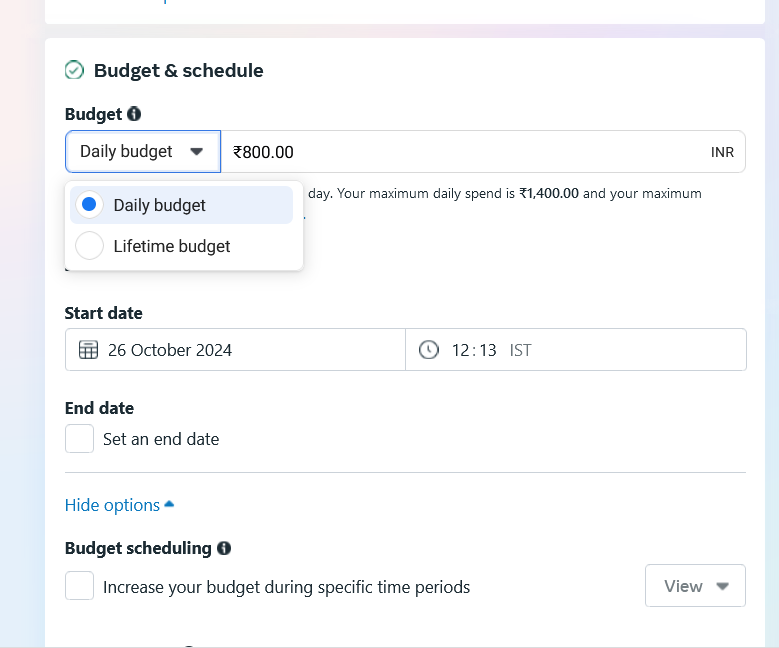 Budget & schedule
Budget
Daily budget ₹800.00 INR
day. Your maximum daily spend is ₹1,400.00 and your maximum
Daily budget
Lifetime budget
Start date
26 October 2024 12:13 IST
End date
Set an end date
Hide options
Budget scheduling
Increase your budget during specific time periods View